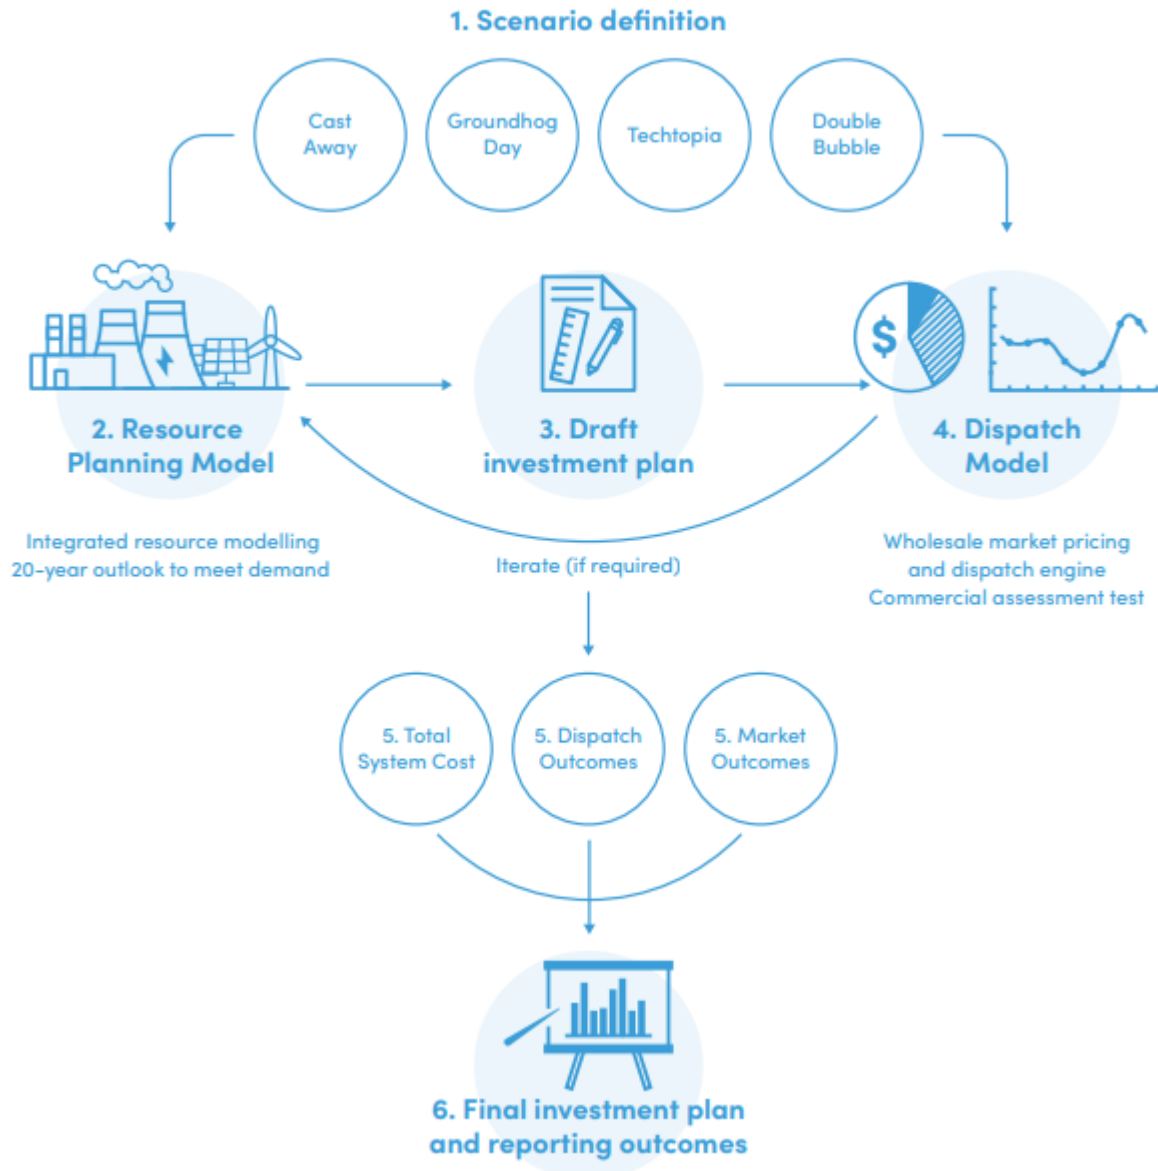 1. Scenario definition
Cast
Away
Groundhog
Day
Techtopia
Double
Bubble
2. Resource
Planning Model
3. Draft
investment plan
$
4. Dispatch
Model
Integrated resource modelling
20-year outlook to meet demand
Iterate (if required)
Wholesale market pricing
and dispatch engine
Commercial assessment test
5. Total
System Cost
5. Dispatch
Outcomes
5. Market
Outcomes
6. Final investment plan
and reporting outcomes